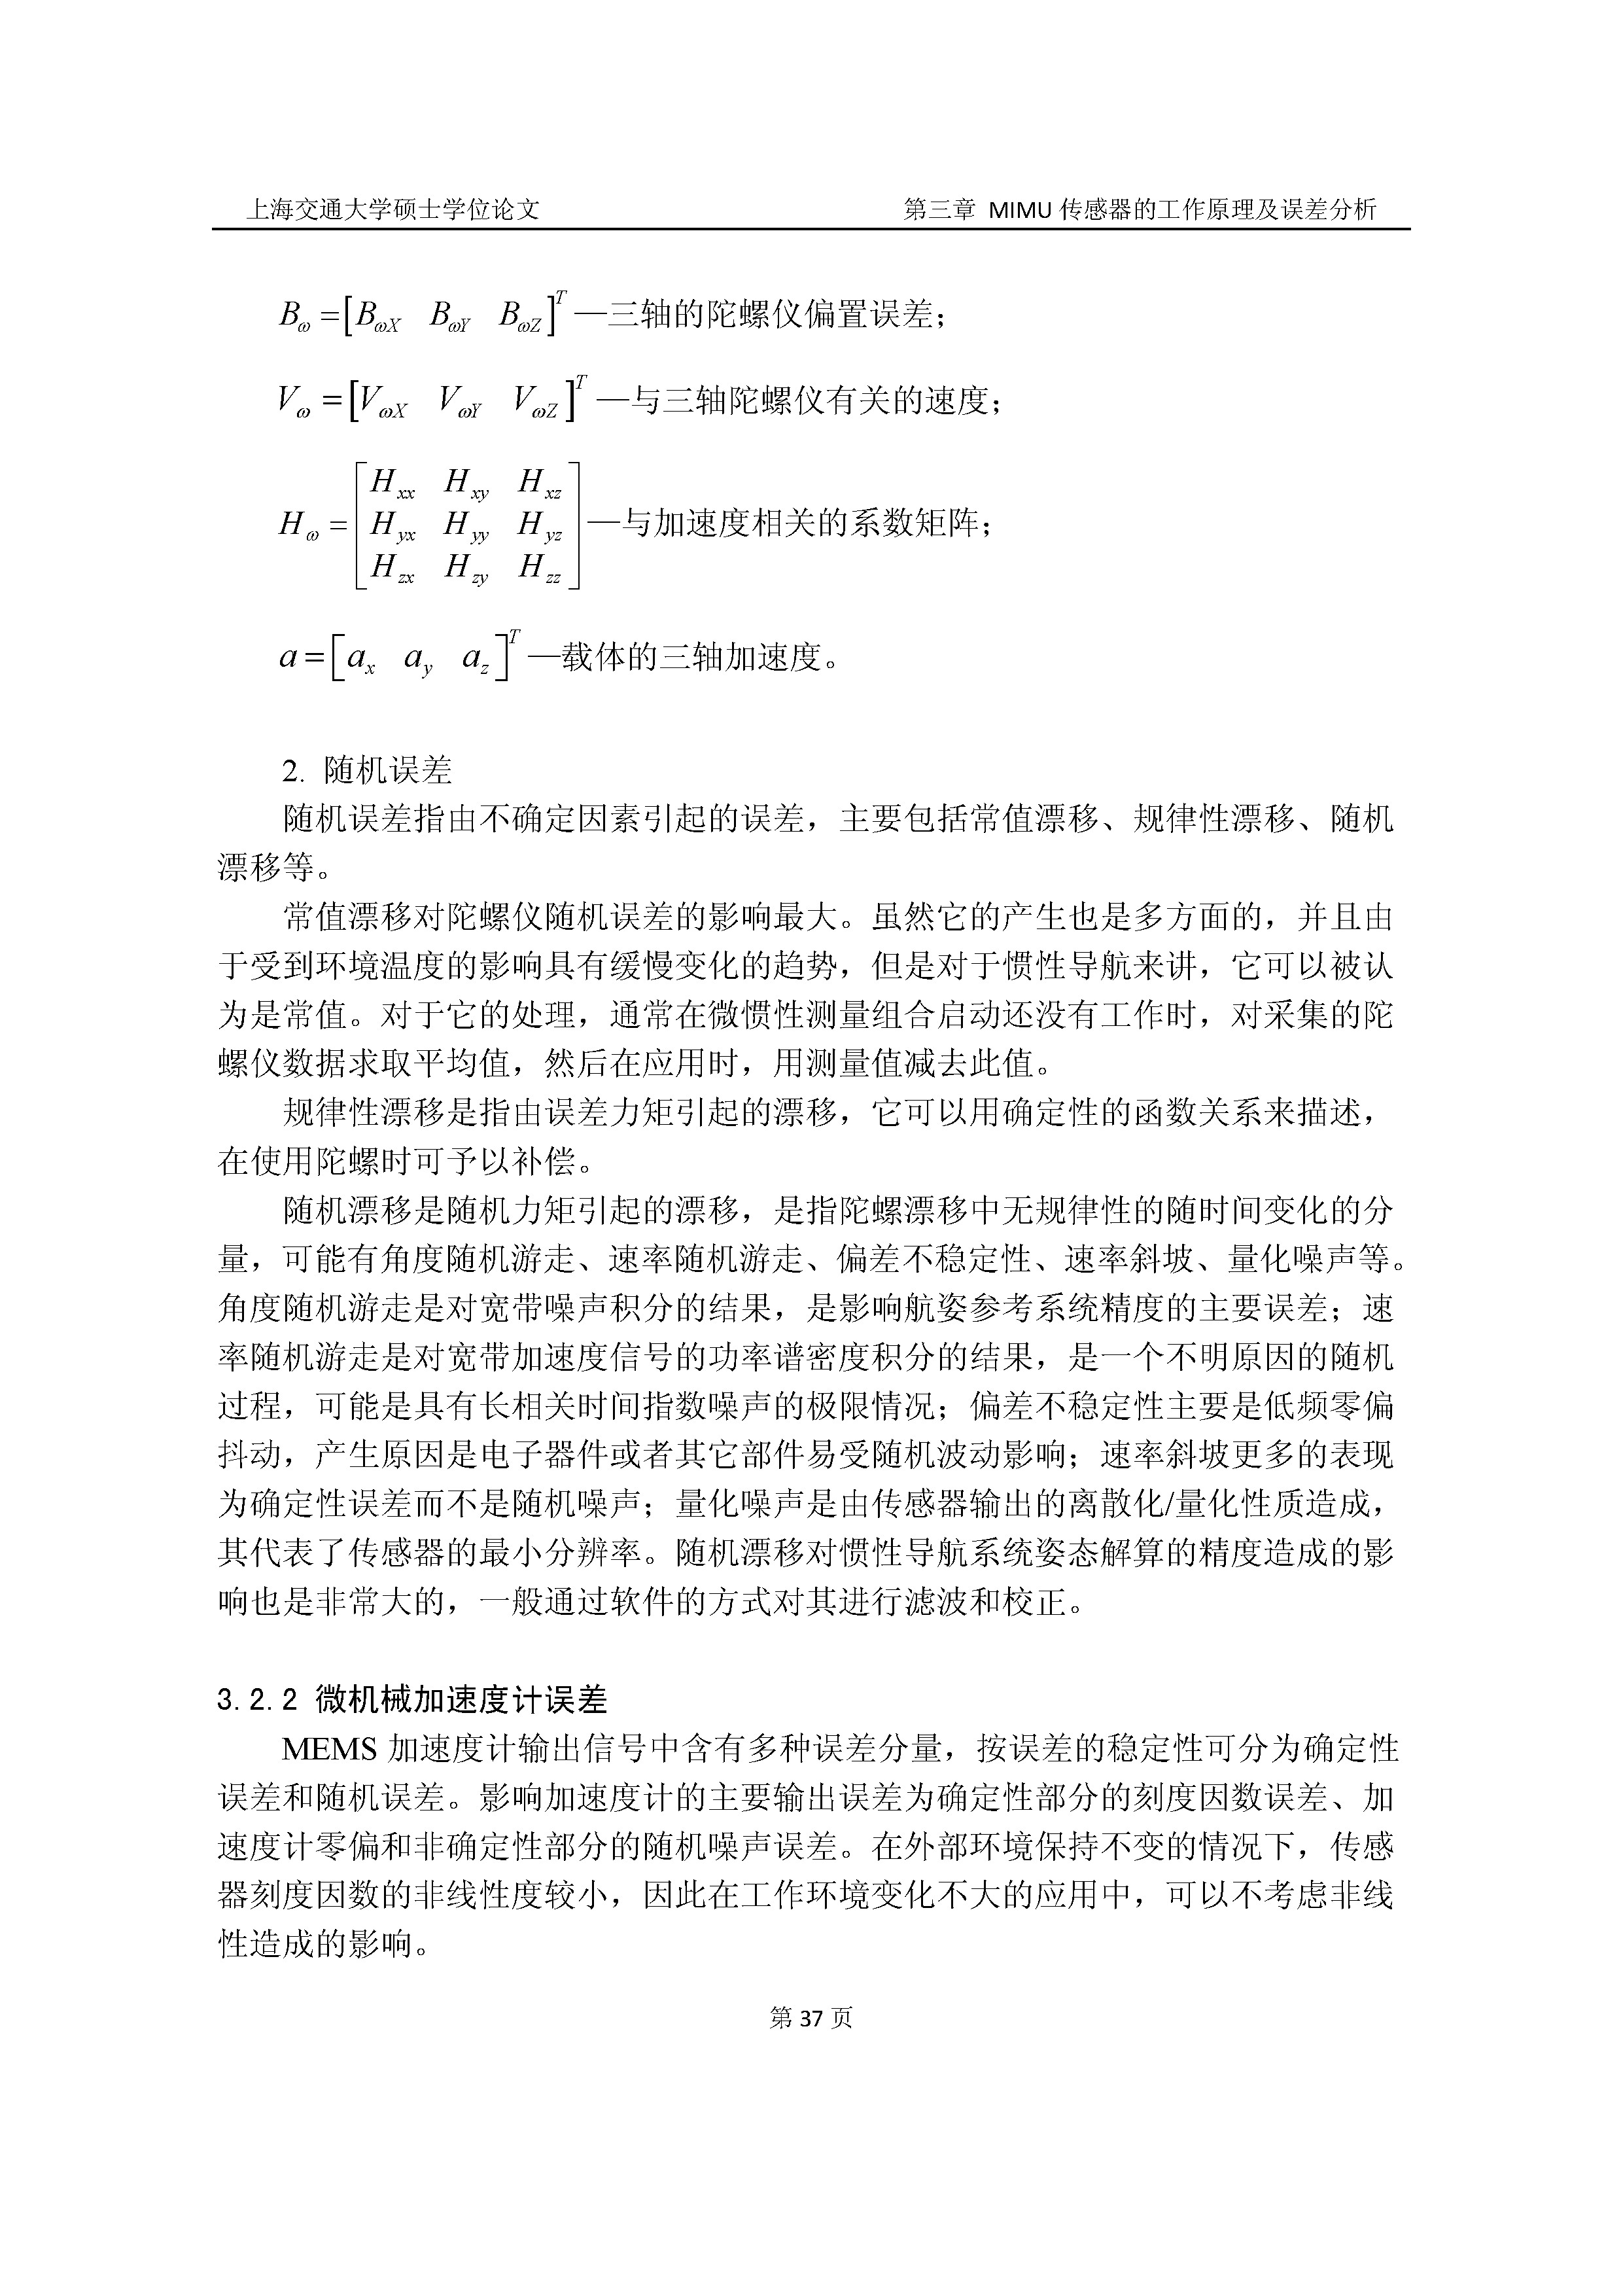 上海交通大学硕士学位论文 第三章 MIMU 传感器的工作原理及误差分析
B_ω =[B_ωX B_ωY B_ωZ]^T —三轴的陀螺仪偏置误差；
V_ω =[V_ωX V_ωY V_ωZ]^T —与三轴陀螺仪有关的速度；
H_xx H_xy H_xz
H_ω = H_yx H_yy H_yz —与加速度相关的系数矩阵；
H_zx H_zy H_zz
a=[a_x a_y a_z]^T —载体的三轴加速度。
2. 随机误差
随机误差指由不确定因素引起的误差，主要包括常值漂移、规律性漂移、随机
漂移等。
常值漂移对陀螺仪随机误差的影响最大。虽然它的产生也是多方面的，并且由
于受到环境温度的影响具有缓慢变化的趋势，但是对于惯性导航来讲，它可以被认
为是常值。对于它的处理，通常在微惯性测量组合启动还没有工作时，对采集的陀
螺仪数据求取平均值，然后在应用时，用测量值减去此值。
规律性漂移是指由误差力矩引起的漂移，它可以用确定性的函数关系来描述，
在使用陀螺时可予以补偿。
随机漂移是随机力矩引起的漂移，是指陀螺漂移中无规律性的随时间变化的分
量，可能有角度随机游走、速率随机游走、偏差不稳定性、速率斜坡、量化噪声等。
角度随机游走是对宽带噪声积分的结果，是影响航姿参考系统精度的主要误差；速
率随机游走是对宽带加速度信号的功率谱密度积分的结果，是一个不明原因的随机
过程，可能是具有长相关时间指数噪声的极限情况；偏差不稳定性主要是低频零偏
抖动，产生原因是电子器件或者其它部件易受随机波动影响；速率斜坡更多的表现
为确定性误差而不是随机噪声；量化噪声是由传感器输出的离散化/量化性质造成，
其代表了传感器的最小分辨率。随机漂移对惯性导航系统姿态解算的精度造成的影
响也是非常大的，一般通过软件的方式对其进行滤波和校正。
3.2.2 微机械加速度计误差
MEMS 加速度计输出信号中含有多种误差分量，按误差的稳定性可分为确定性
误差和随机误差。影响加速度计的主要输出误差为确定性部分的刻度因数误差、加
速度计零偏和非确定性部分的随机噪声误差。在外部环境保持不变的情况下，传感
器刻度因数的非线性度较小，因此在工作环境变化不大的应用中，可以不考虑非线
性造成的影响。
第 37 页